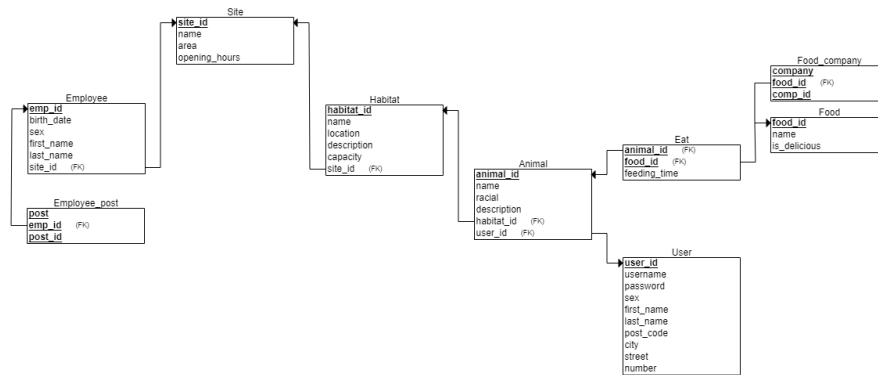 Site
site_id
name
area
opening_hours
Employee
emp_id
birth_date
sex
first_name
last_name
site_id (FK)
Employee_post
post
emp_id (FK)
post_id
Habitat
habitat_id
name
location
description
capacity
site_id (FK)
Animal
animal_id
name
racial
description
habitat_id (FK)
user_id (FK)
Eat
animal_id (FK)
food_id (FK)
feeding_time
Food_company
company
food_id (FK)
comp_id
Food
food_id
name
is_delicious
User
user_id
username
password
sex
first_name
last_name
post_code
city
street
number